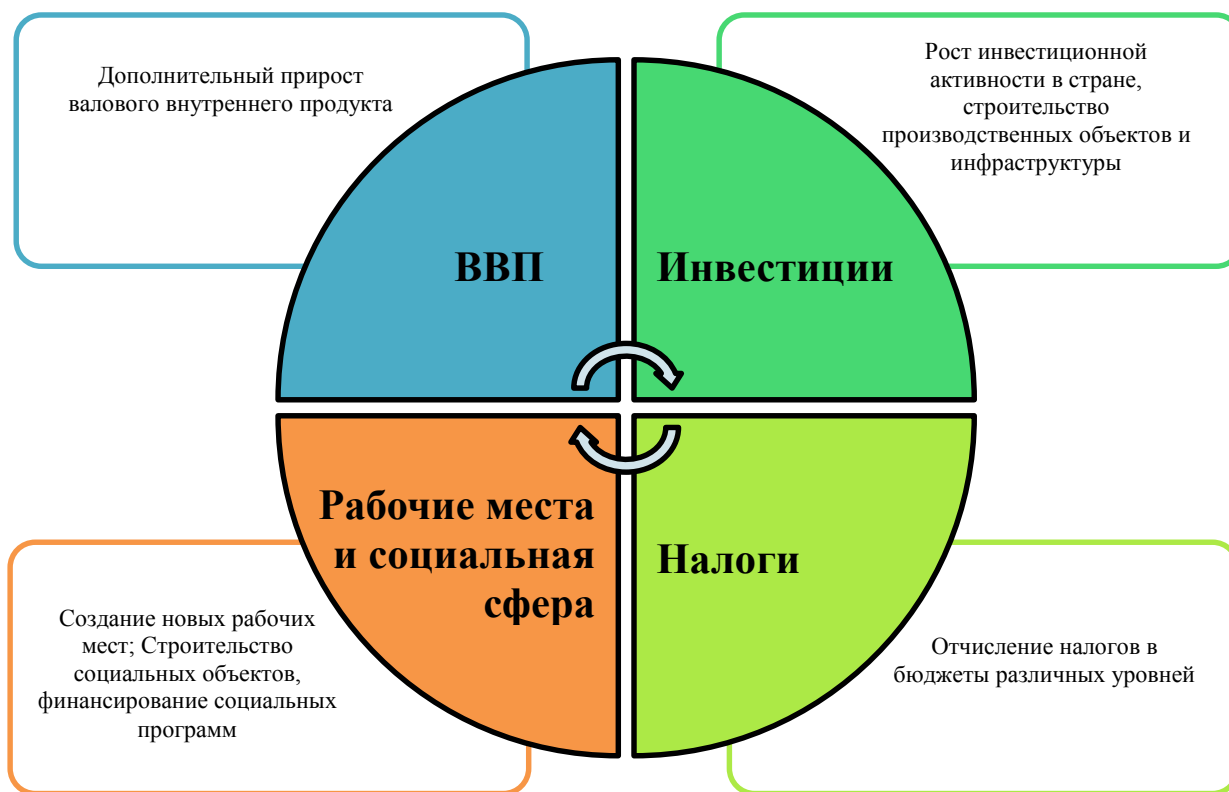 Дополнительный прирост
валового внутреннего продукта
Рост инвестиционной
активности в стране,
строительство
производственных объектов и
инфраструктуры
ВВП
Инвестиции
Рабочие места
и социальная
сфера
Налоги
Создание новых рабочих
мест; Строительство
социальных объектов,
финансирование социальных
программ
Отчисление налогов в
бюджеты различных уровней